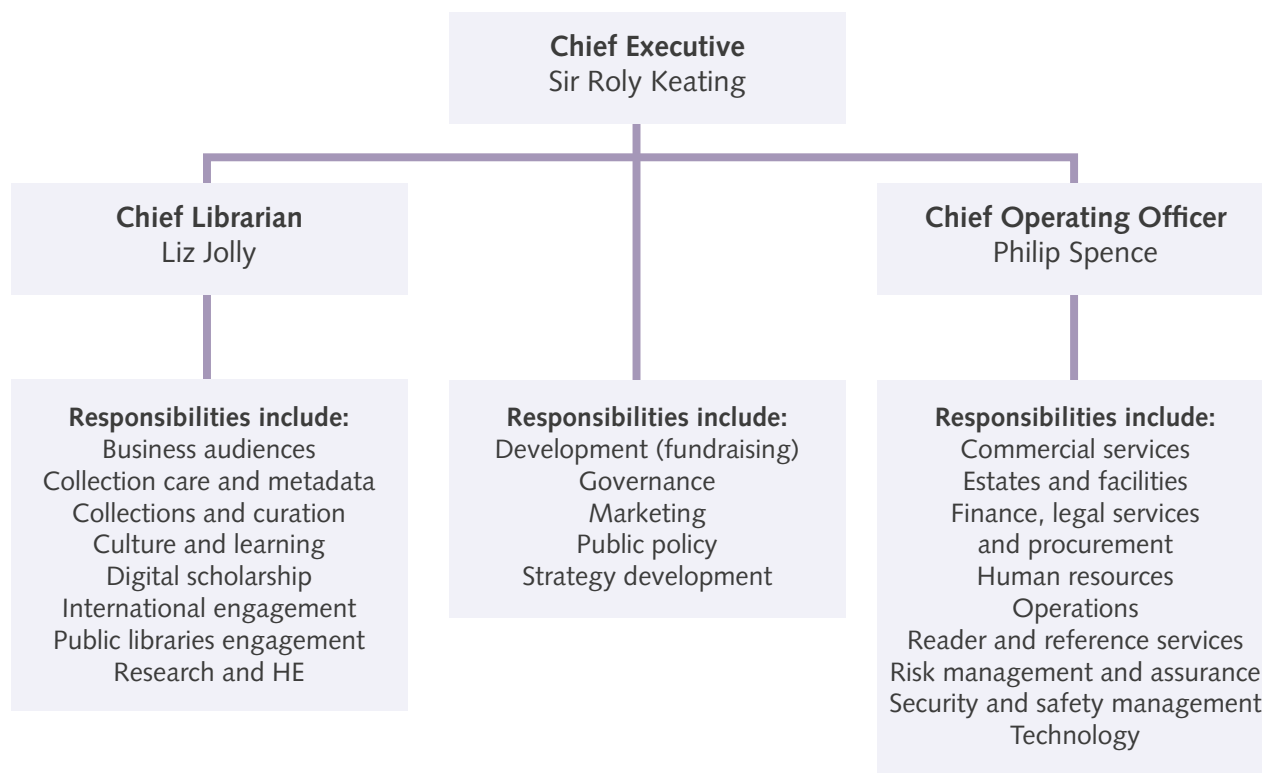 Chief Executive
Sir Roly Keating
Chief Librarian
Liz Jolly
Chief Operating Officer
Philip Spence
Responsibilities include:
Business audiences
Collection care and metadata
Collections and curation
Culture and learning
Digital scholarship
International engagement
Public libraries engagement
Research and HE
Responsibilities include:
Development (fundraising)
Governance
Marketing
Public policy
Strategy development
Responsibilities include:
Commercial services
Estates and facilities
Finance, legal services
and procurement
Human resources
Operations
Reader and reference services
Risk management and assurance
Security and safety management
Technology